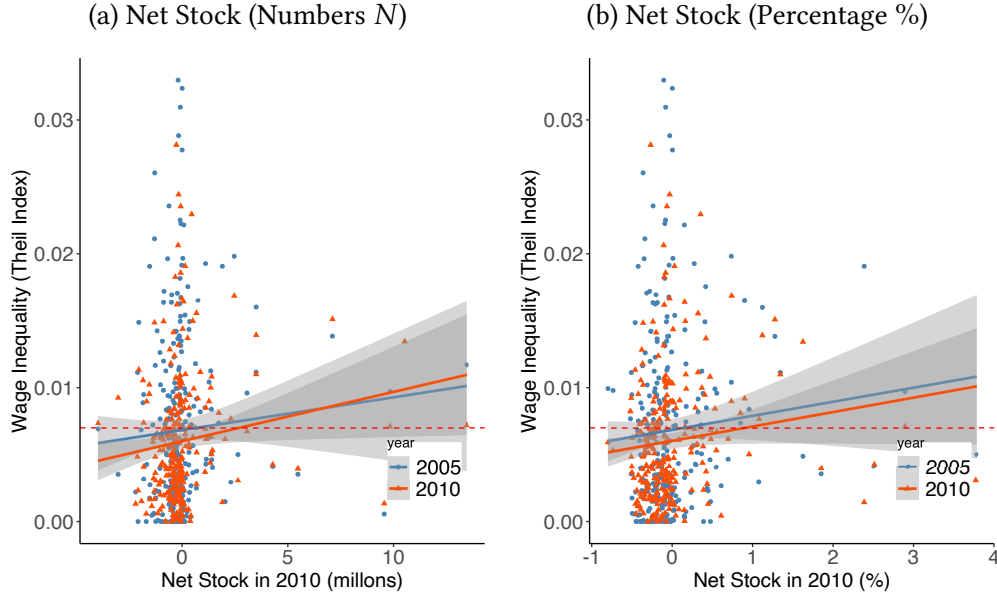 (a) Net Stock (Numbers N)
(b) Net Stock (Percentage %)
Wage Inequality (Theil Index)
0.03
0.02
0.01
0.00
year
2005
2010
0
5
10
Net Stock in 2010 (millons)
Wage Inequality (Theil Index)
0.03
0.02
0.01
0.00
year
2005
2010
-1
0
1
2
3
4
Net Stock in 2010 (%)